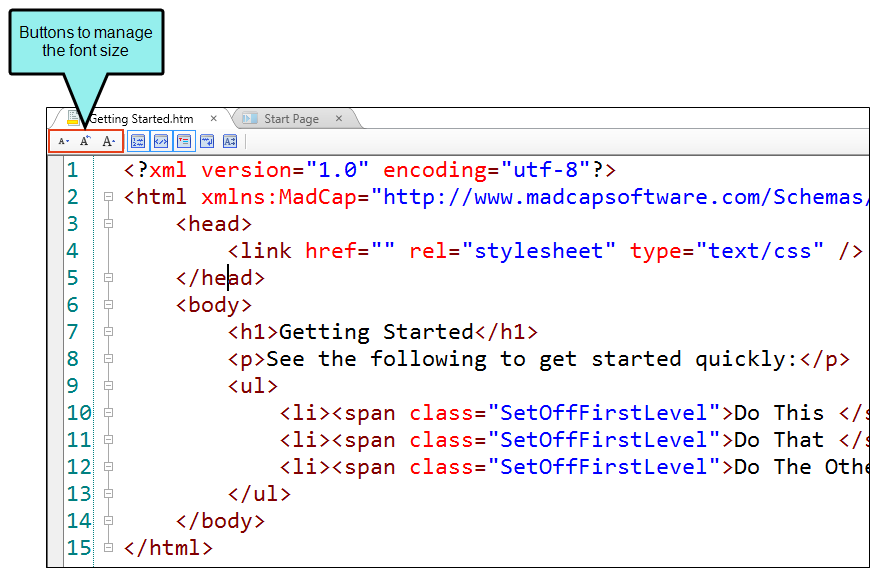 Buttons to manage
the font size
Getting Started.htm × Start Page ×
A A A
1 <?xml version="1.0" encoding="utf-8"?>
2 <html xmlns:MadCap="http://www.madcapsoftware.com/Schemas/
3 <head>
4 <link href="" rel="stylesheet" type="text/css" />
5 </head>
6 <body>
7 <h1>Getting Started</h1>
8 <p>See the following to get started quickly:</p>
9 <ul>
10 <li><span class="SetOffFirstLevel">Do This </s
11 <li><span class="SetOffFirstLevel">Do That </s
12 <li><span class="SetOffFirstLevel">Do The Othe
13 </ul>
14 </body>
15 </html>